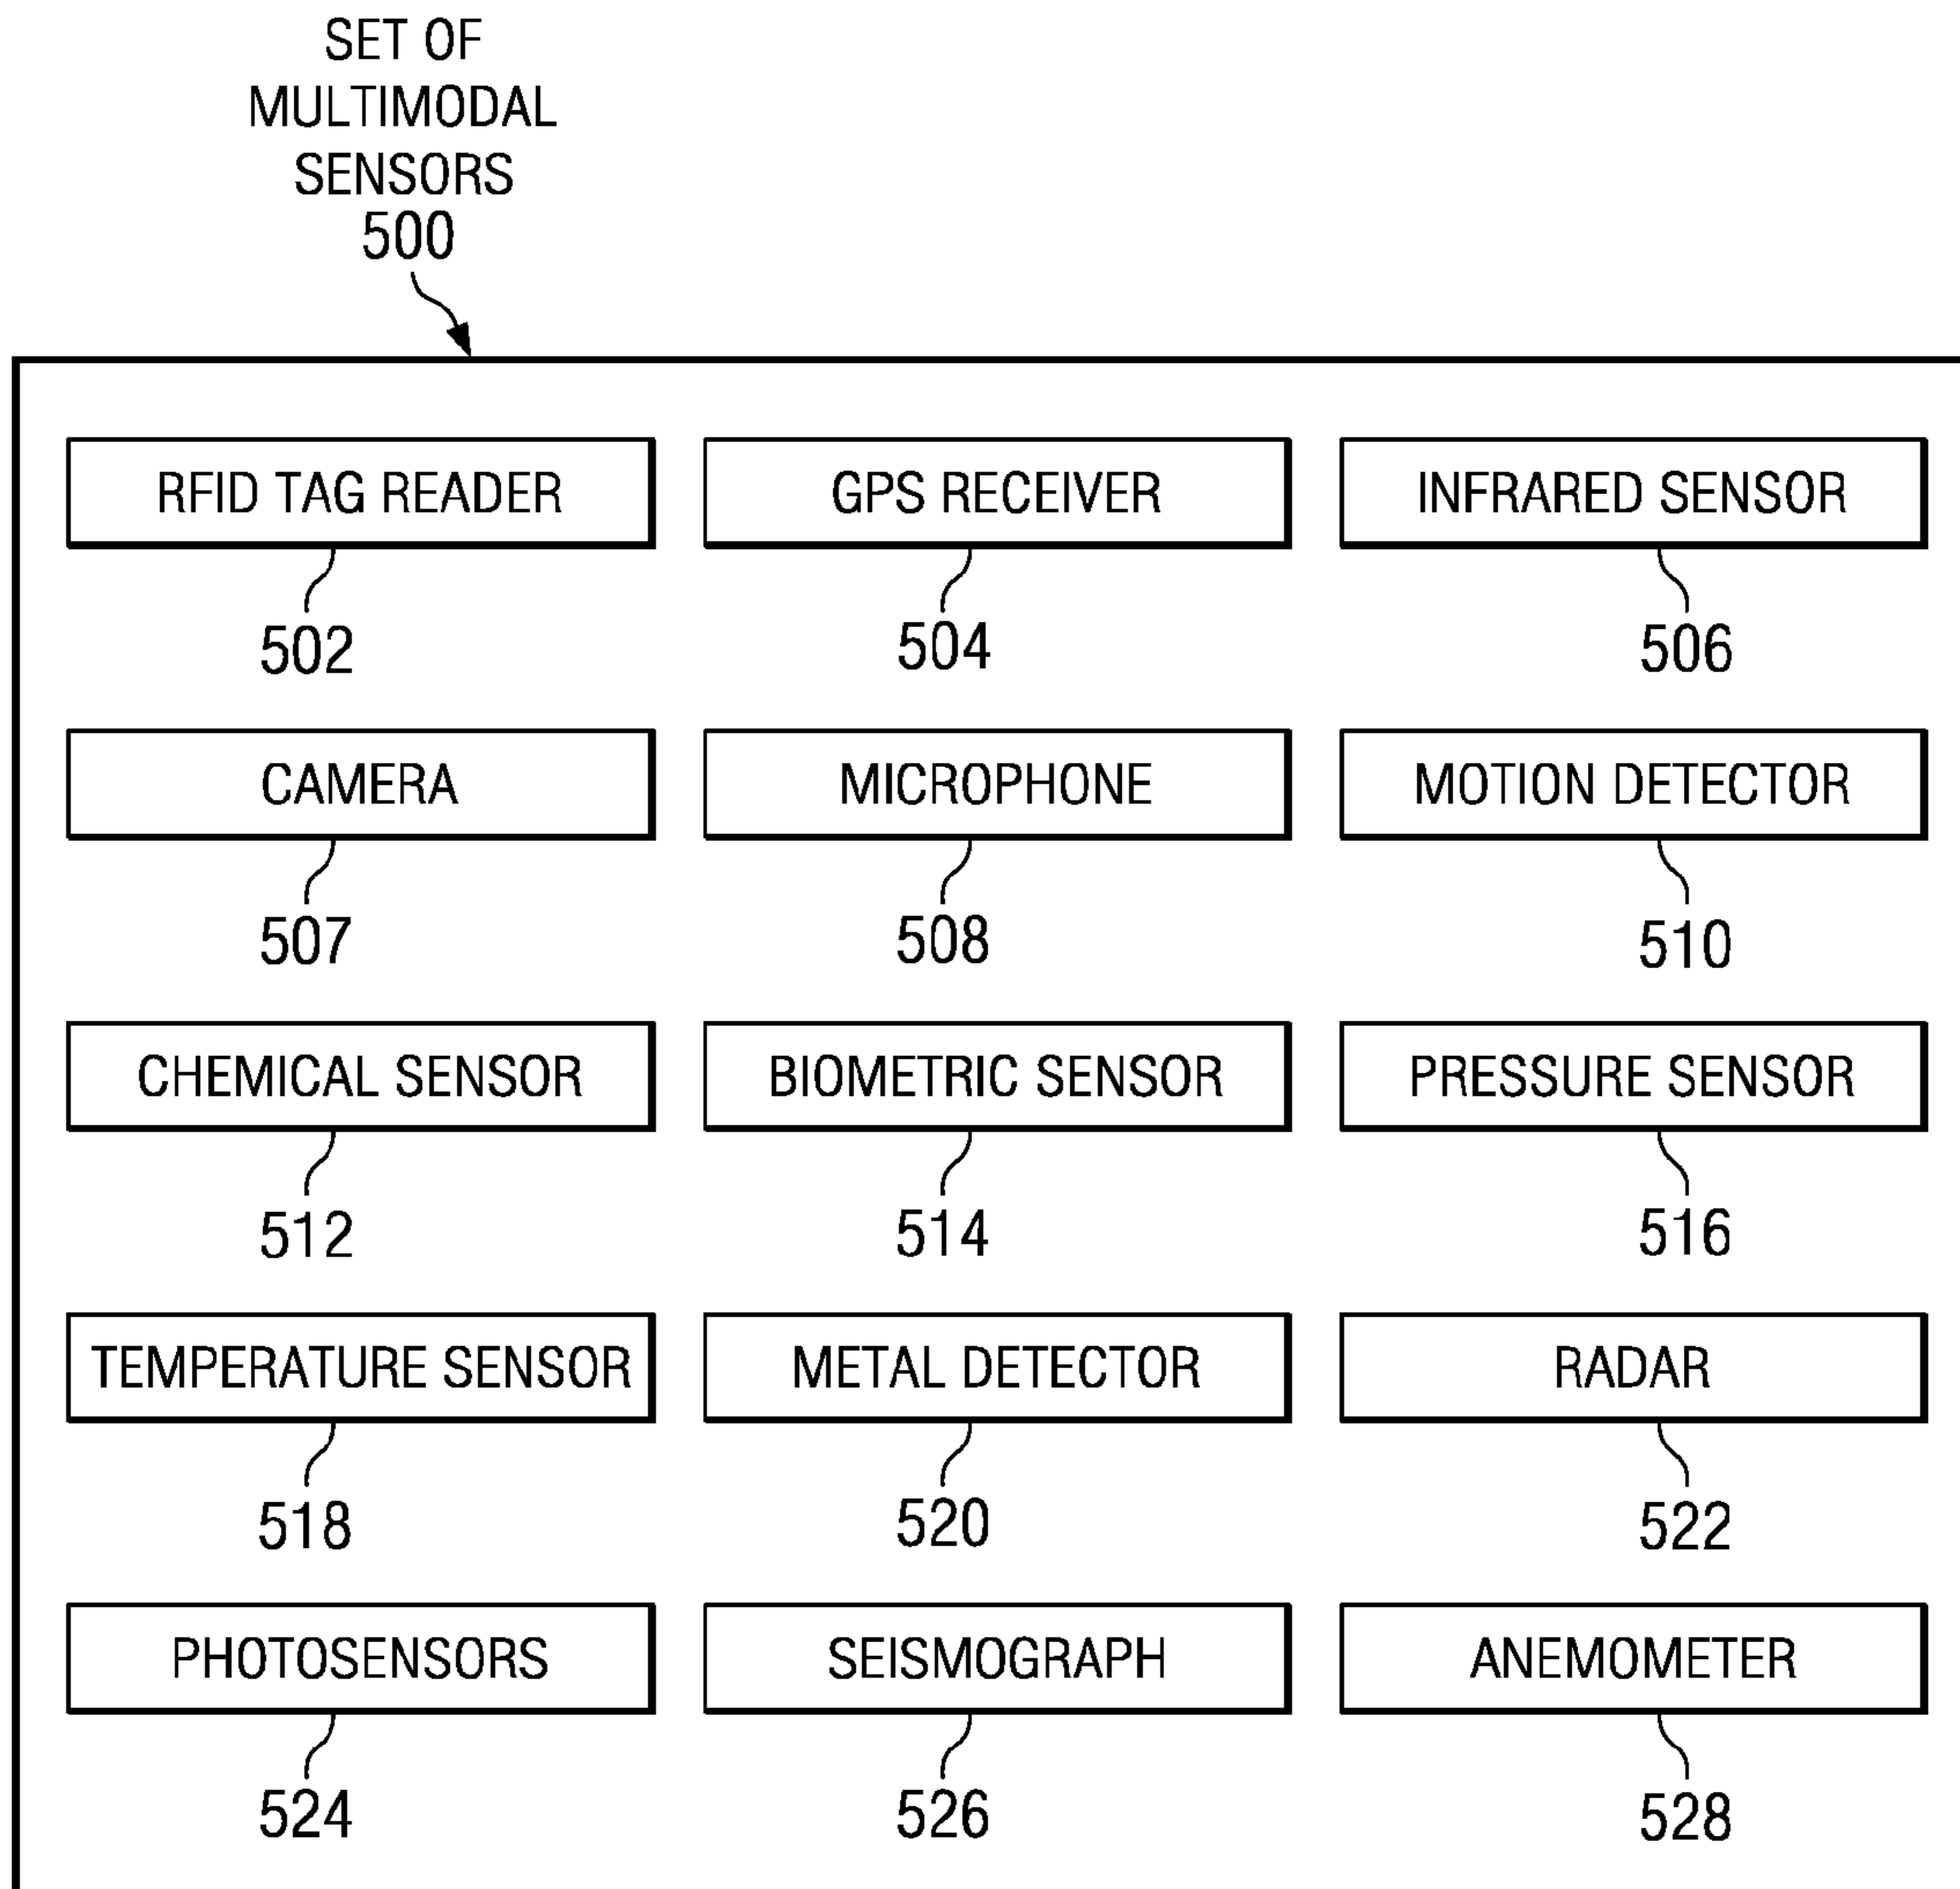 SET OF
MULTIMODAL
SENSORS
500
RFID TAG READER
GPS RECEIVER
INFRARED SENSOR
502
504
506
CAMERA
MICROPHONE
MOTION DETECTOR
507
508
510
CHEMICAL SENSOR
BIOMETRIC SENSOR
PRESSURE SENSOR
512
514
516
TEMPERATURE SENSOR
METAL DETECTOR
RADAR
518
520
522
PHOTOSENSORS
SEISMOGRAPH
ANEMOMETER
524
526
528